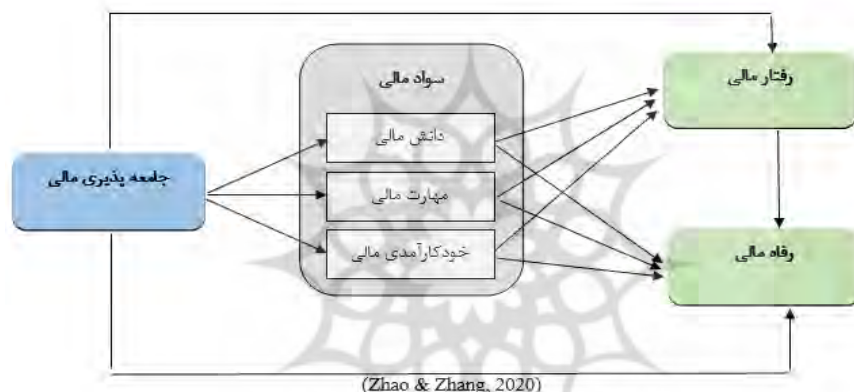 سواد مالی
رفتار مالی
دانش مالی
جامعه پذیری مالی
مهارت مالی
خودکارآمدی مالی
رفاه مالی
(Zhao & Zhang, 2020)